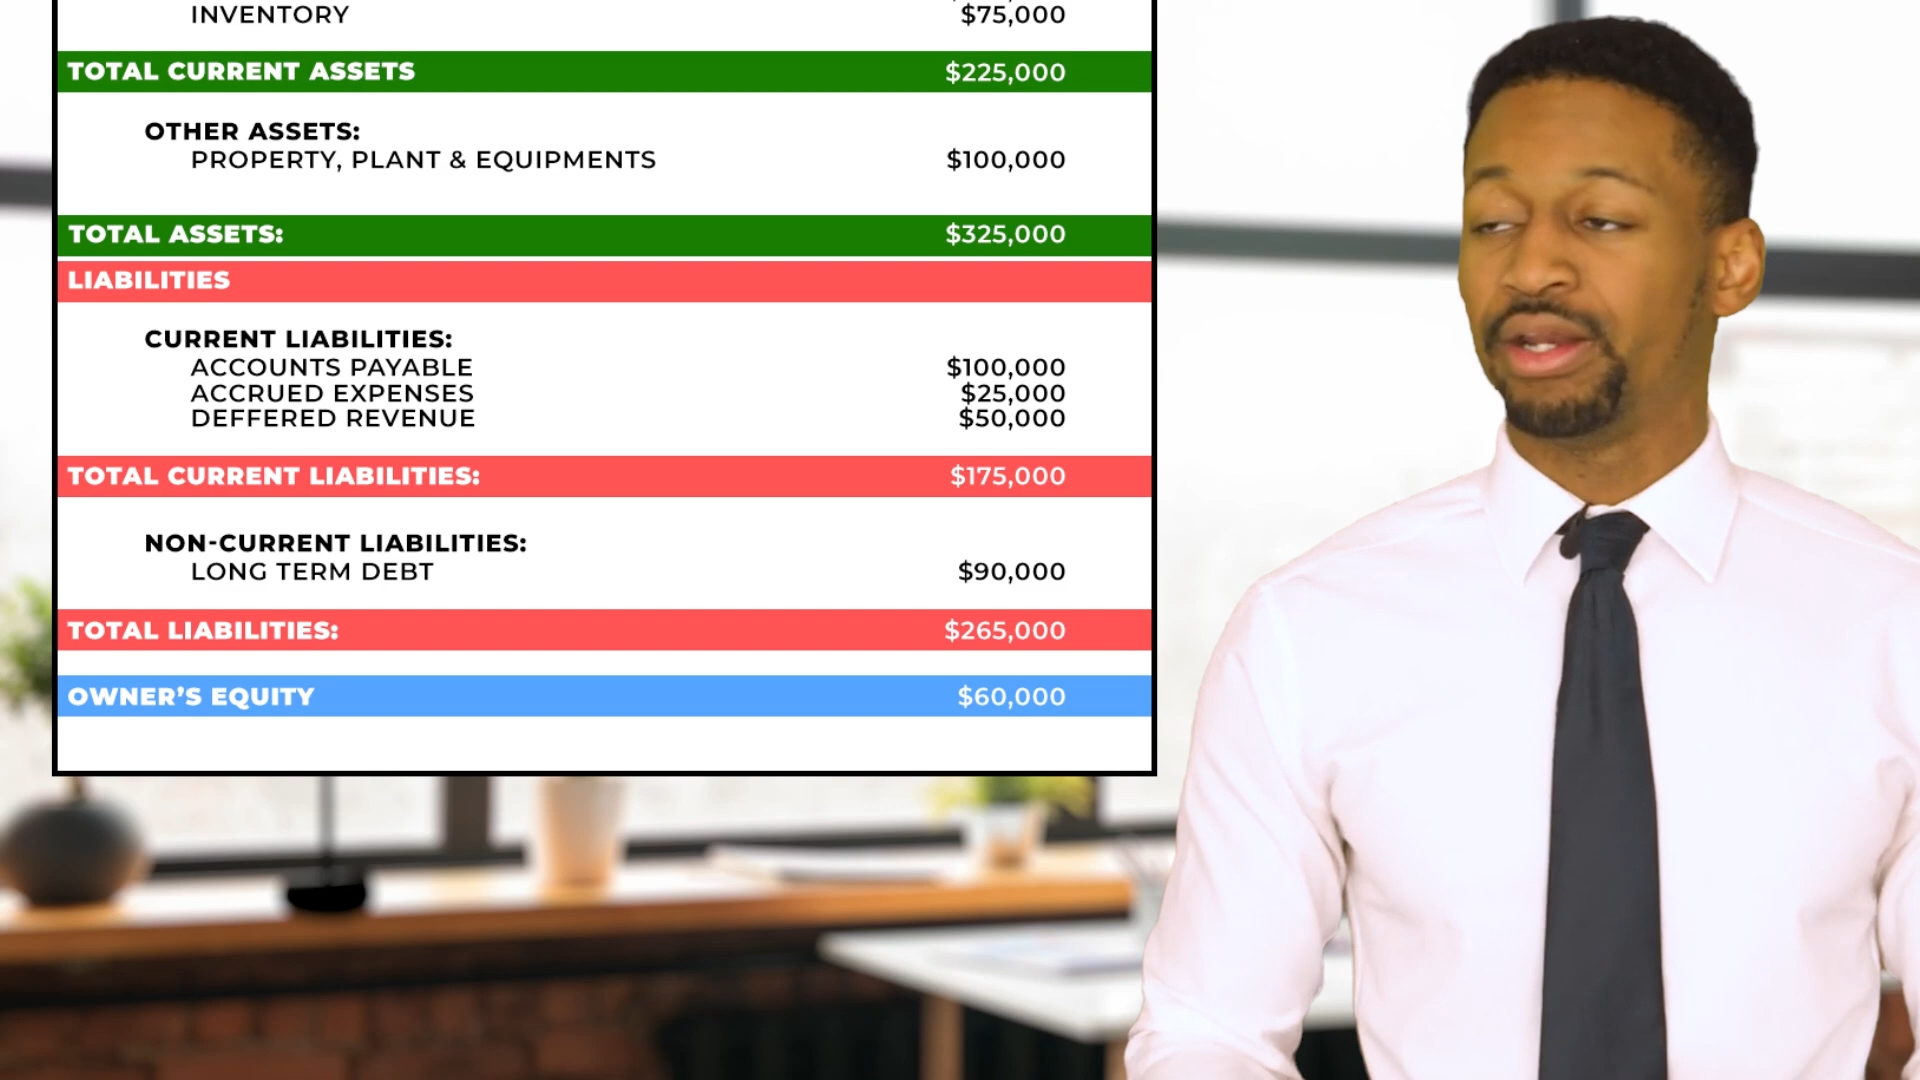 INVENTORY $75,000
TOTAL CURRENT ASSETS $225,000
OTHER ASSETS:
PROPERTY, PLANT & EQUIPMENTS $100,000
TOTAL ASSETS: $325,000
LIABILITIES
CURRENT LIABILITIES:
ACCOUNTS PAYABLE $100,000
ACCRUED EXPENSES $25,000
DEFFERED REVENUE $50,000
TOTAL CURRENT LIABILITIES: $175,000
NON-CURRENT LIABILITIES:
LONG TERM DEBT $90,000
TOTAL LIABILITIES: $265,000
OWNER’S EQUITY $60,000